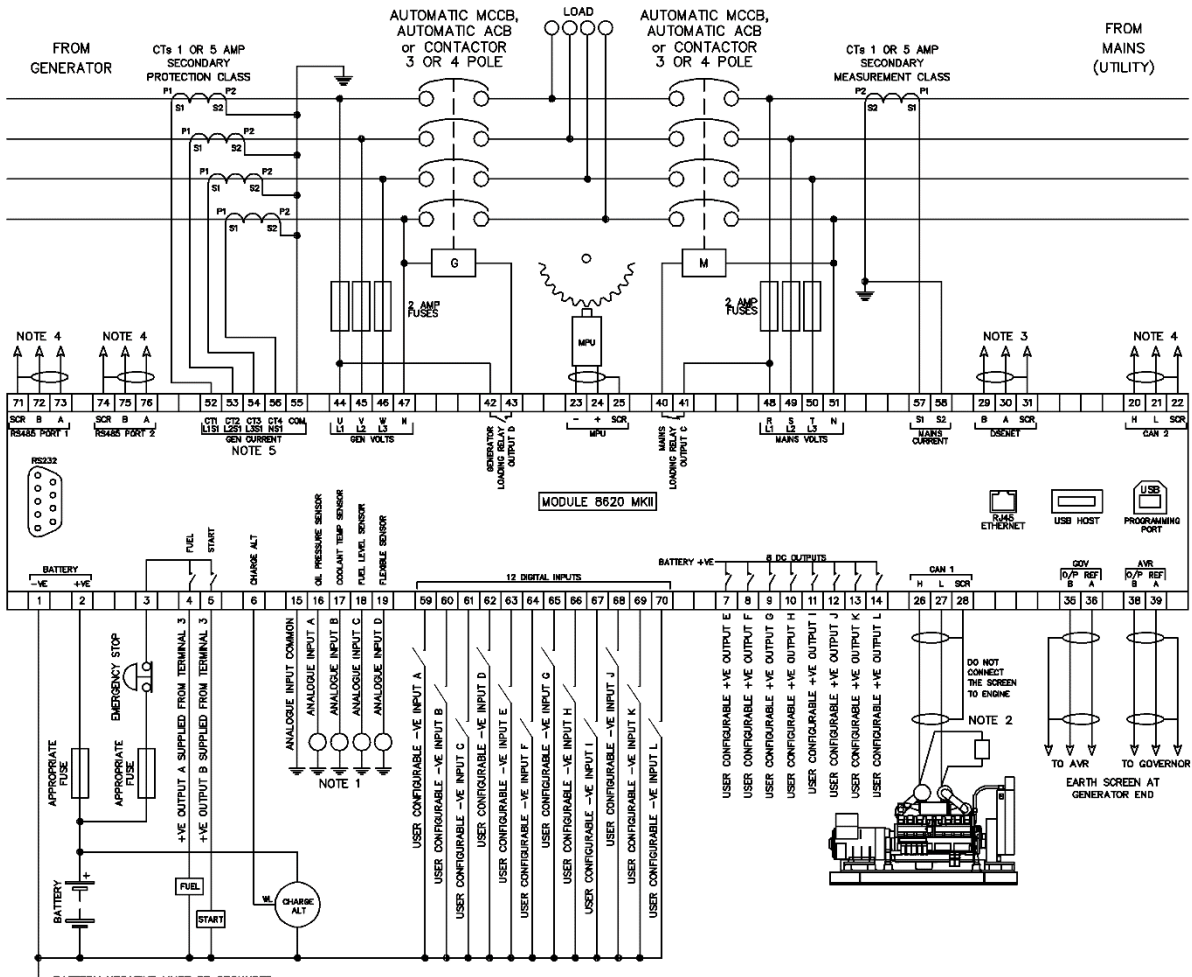 FROM
GENERATOR
CTs 1 OR 5 AMP
SECONDARY
PROTECTION CLASS
AUTOMATIC MCCB,
AUTOMATIC ACB
or CONTACTOR
3 OR 4 POLE
LOAD
AUTOMATIC MCCB,
AUTOMATIC ACB
or CONTACTOR
3 OR 4 POLE
CTs 1 OR 5 AMP
SECONDARY
MEASUREMENT CLASS
FROM
MAINS
(UTILITY)
P1 P2
S1 S2
P1 P2
S1 S2
P1 P2
S1 S2
P1 P2
S1 S2
P2 P1
S2 S1
G
M
2 AMP
FUSES
MPU
2 AMP
FUSES
NOTE 4
NOTE 4
NOTE 3
NOTE 4
71 72 73 74 75 76 52 53 54 56 55 44 45 46 47 42 43 23 24 25 40 41 48 49 50 51 57 58 29 30 31 20 21 22
SCR B A
RS485 PORT 1
SCR B A
RS485 PORT 2
CT1 CT2 CT3 CT4 COM
L1S1 L2S1 L3S1 NS1
GEN CURRENT
NOTE 5
U V W N
L1 L2 L3
GEN VOLTS
GENERATOR
LOADING RELAY
OUTPUT D
- + SCR
MPU
MAINS
LOADING RELAY
OUTPUT C
R S T N
L1 L2 L3
MAINS VOLTS
S1 S2
MAINS
CURRENT
B A SCR
DSENET
H L SCR
CAN 2
RS232
MODULE 8620 MKII
RJ45
ETHERNET
USB HOST
USB
PROGRAMMING
PORT
BATTERY
-VE +VE
FUEL
START
CHARGE ALT
OIL PRESSURE SENSOR
COOLANT TEMP SENSOR
FUEL LEVEL SENSOR
FLEXIBLE SENSOR
12 DIGITAL INPUTS
BATTERY +VE
8 DC OUTPUTS
CAN 1
H L SCR
GOV
O/P REF
B A
AVR
O/P REF
B A
1 2 3 4 5 6 15 16 17 18 19 59 60 61 62 63 64 65 66 67 68 69 70 7 8 9 10 11 12 13 14 26 27 28 35 36 38 39
EMERGENCY STOP
APPROPRIATE
FUSE
APPROPRIATE
FUSE
+VE OUTPUT A SUPPLIED FROM TERMINAL 3
+VE OUTPUT B SUPPLIED FROM TERMINAL 3
ANALOGUE INPUT COMMON
ANALOGUE INPUT A
ANALOGUE INPUT B
ANALOGUE INPUT C
ANALOGUE INPUT D
NOTE 1
USER CONFIGURABLE -VE INPUT A
USER CONFIGURABLE -VE INPUT B
USER CONFIGURABLE -VE INPUT C
USER CONFIGURABLE -VE INPUT D
USER CONFIGURABLE -VE INPUT E
USER CONFIGURABLE -VE INPUT F
USER CONFIGURABLE -VE INPUT G
USER CONFIGURABLE -VE INPUT H
USER CONFIGURABLE -VE INPUT I
USER CONFIGURABLE -VE INPUT J
USER CONFIGURABLE -VE INPUT K
USER CONFIGURABLE -VE INPUT L
USER CONFIGURABLE +VE OUTPUT E
USER CONFIGURABLE +VE OUTPUT F
USER CONFIGURABLE +VE OUTPUT G
USER CONFIGURABLE +VE OUTPUT H
USER CONFIGURABLE +VE OUTPUT I
USER CONFIGURABLE +VE OUTPUT J
USER CONFIGURABLE +VE OUTPUT K
USER CONFIGURABLE +VE OUTPUT L
DO NOT
CONNECT
THE SCREEN
TO ENGINE
NOTE 2
TO AVR
TO GOVERNOR
EARTH SCREEN AT
GENERATOR END
BATTERY
+
-
FUEL
START
WL
CHARGE
ALT